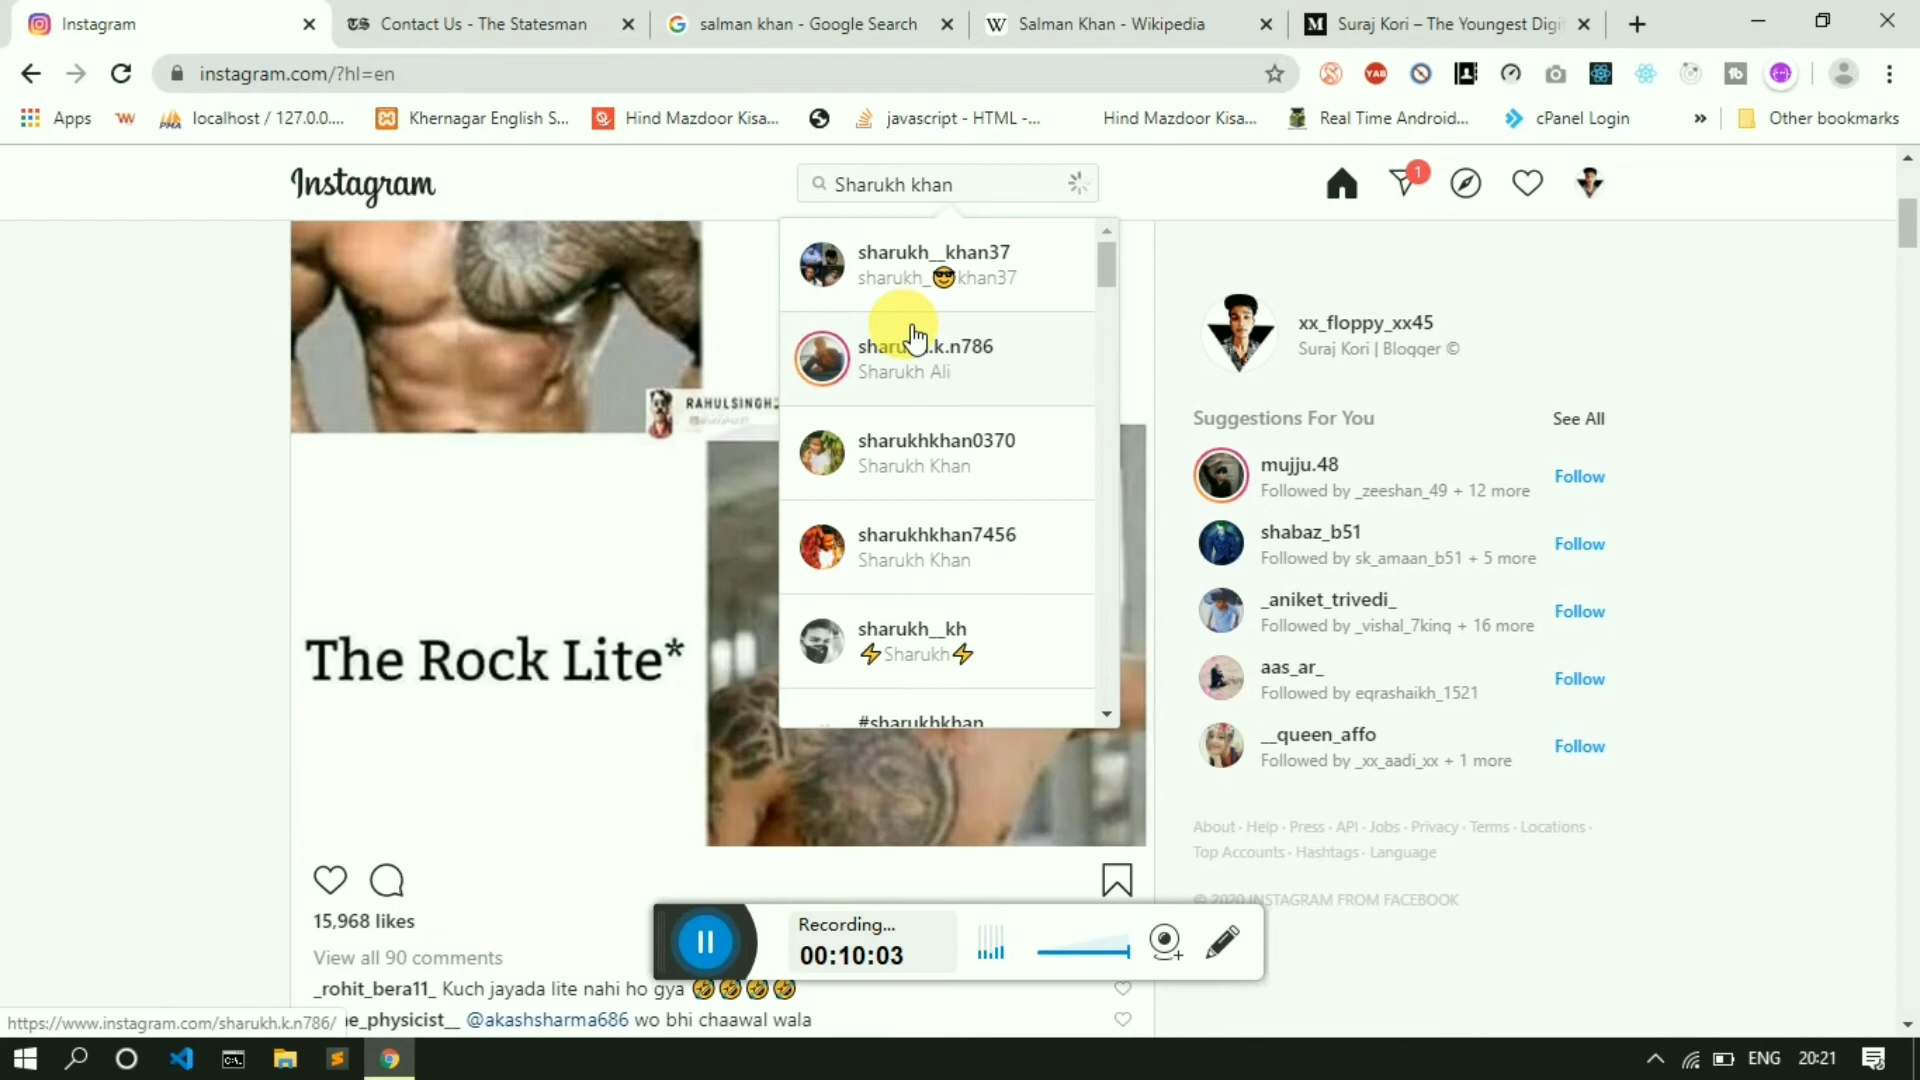 Instagram
TS Contact Us - The Statesman
salman khan - Google Search
W Salman Khan - Wikipedia
M Suraj Kori – The Youngest Digi
instagram.com/?hl=en
YAB
Apps
localhost / 127.0.0....
Khernagar English S...
Hind Mazdoor Kisa...
javascript - HTML -...
Hind Mazdoor Kisa...
Real Time Android...
cPanel Login
»
Other bookmarks
Instagram
Sharukh khan
1
sharukh__khan37
sharukh_😎khan37
.k.n786
Sharukh Ali
sharukhkhan0370
Sharukh Khan
sharukhkhan7456
Sharukh Khan
sharukh__kh
⚡Sharukh⚡
#sharukhkhan
RAHULSINGH
The Rock Lite*
xx_floppy_xx45
Suraj Kori | Blogger ©
Suggestions For You
See All
mujju.48
Followed by _zeeshan_49 + 12 more
Follow
shabaz_b51
Followed by sk_amaan_b51 + 5 more
Follow
_aniket_trivedi_
Followed by _vishal_7kinq + 16 more
Follow
aas_ar_
Followed by eqrashaikh_1521
Follow
__queen_affo
Followed by _xx_aadi_xx + 1 more
Follow
About · Help · Press · API · Jobs · Privacy · Terms · Locations ·
Top Accounts · Hashtags · Language
© 2020 INSTAGRAM FROM FACEBOOK
15,968 likes
View all 90 comments
_rohit_bera11_ Kuch jayada lite nahi ho gya 🤣🤣🤣🤣
e_physicist__ @akashsharma686 wo bhi chaawal wala
Recording...
00:10:03
https://www.instagram.com/sharukh.k.n786/
ENG
20:21